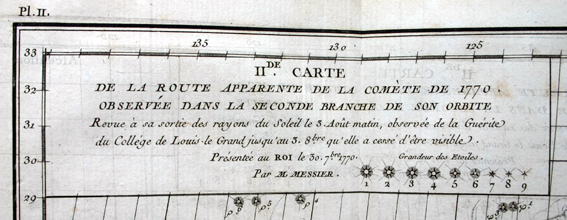 Pl. II.
135 130 125
33
II.DE CARTE
32
DE LA ROUTE APPARENTE DE LA COMÈTE DE 1770.
OBSERVÉE DANS LA SECONDE BRANCHE DE SON ORBITE
31
Revue à sa sortie des rayons du Soleil le 3. Août matin, observée de la Guérite
du Collége de Louis-le-Grand jusqu'au 3. 8bre qu'elle a cessé d'être visible.
30
Présentée au ROI le 30. 7bre 1770. Grandeur des Etoiles.
Par M. MESSIER
1 2 3 4 5 6 7 8 9
29